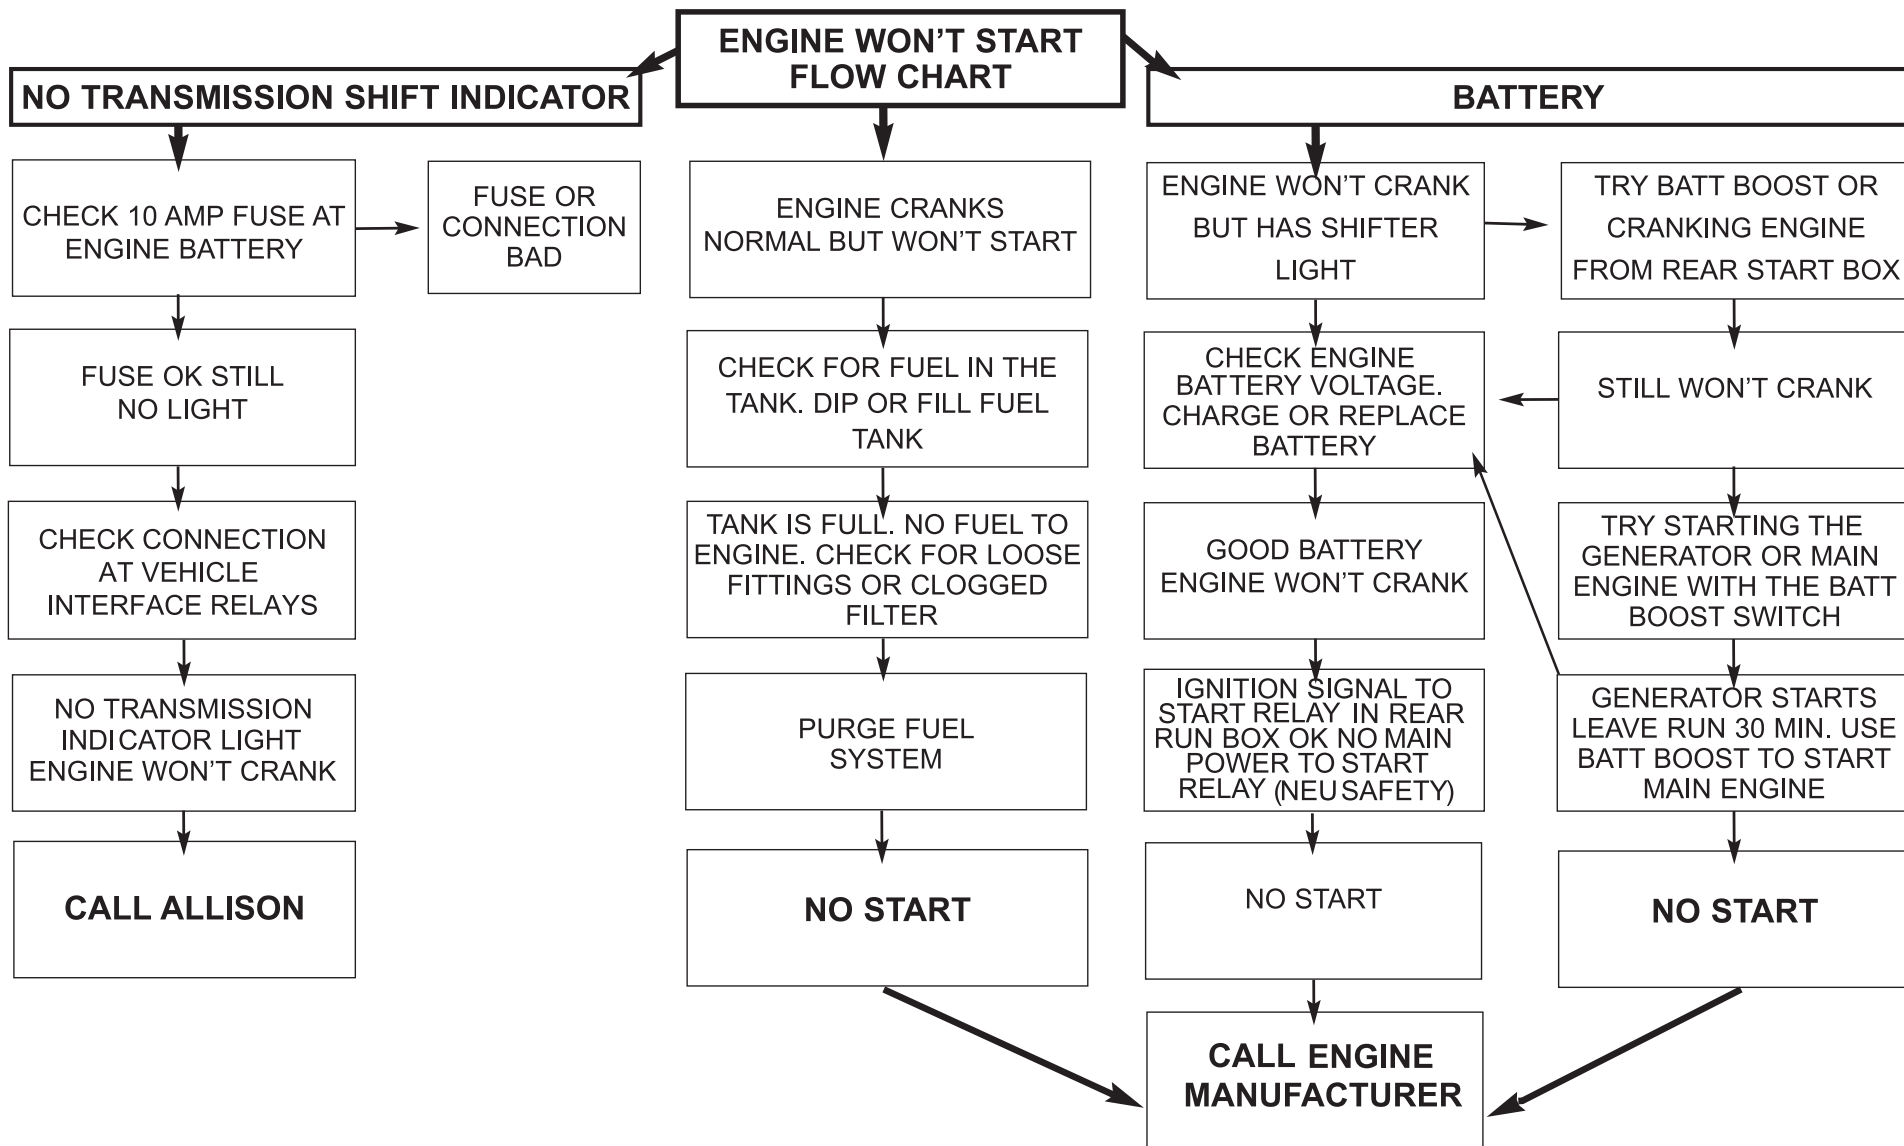 ENGINE WON'T START
FLOW CHART
NO TRANSMISSION SHIFT INDICATOR
CHECK 10 AMP FUSE AT
ENGINE BATTERY
FUSE OR
CONNECTION
BAD
FUSE OK STILL
NO LIGHT
CHECK CONNECTION
AT VEHICLE
INTERFACE RELAYS
NO TRANSMISSION
INDICATOR LIGHT
ENGINE WON'T CRANK
CALL ALLISON
ENGINE CRANKS
NORMAL BUT WON'T START
CHECK FOR FUEL IN THE
TANK. DIP OR FILL FUEL
TANK
TANK IS FULL. NO FUEL TO
ENGINE. CHECK FOR LOOSE
FITTINGS OR CLOGGED
FILTER
PURGE FUEL
SYSTEM
NO START
BATTERY
ENGINE WON'T CRANK
BUT HAS SHIFTER
LIGHT
CHECK ENGINE
BATTERY VOLTAGE.
CHARGE OR REPLACE
BATTERY
GOOD BATTERY
ENGINE WON'T CRANK
IGNITION SIGNAL TO
START RELAY IN REAR
RUN BOX OK NO MAIN
POWER TO START
RELAY (NEU SAFETY)
NO START
TRY BATT BOOST OR
CRANKING ENGINE
FROM REAR START BOX
STILL WON'T CRANK
TRY STARTING THE
GENERATOR OR MAIN
ENGINE WITH THE BATT
BOOST SWITCH
GENERATOR STARTS
LEAVE RUN 30 MIN. USE
BATT BOOST TO START
MAIN ENGINE
NO START
CALL ENGINE
MANUFACTURER